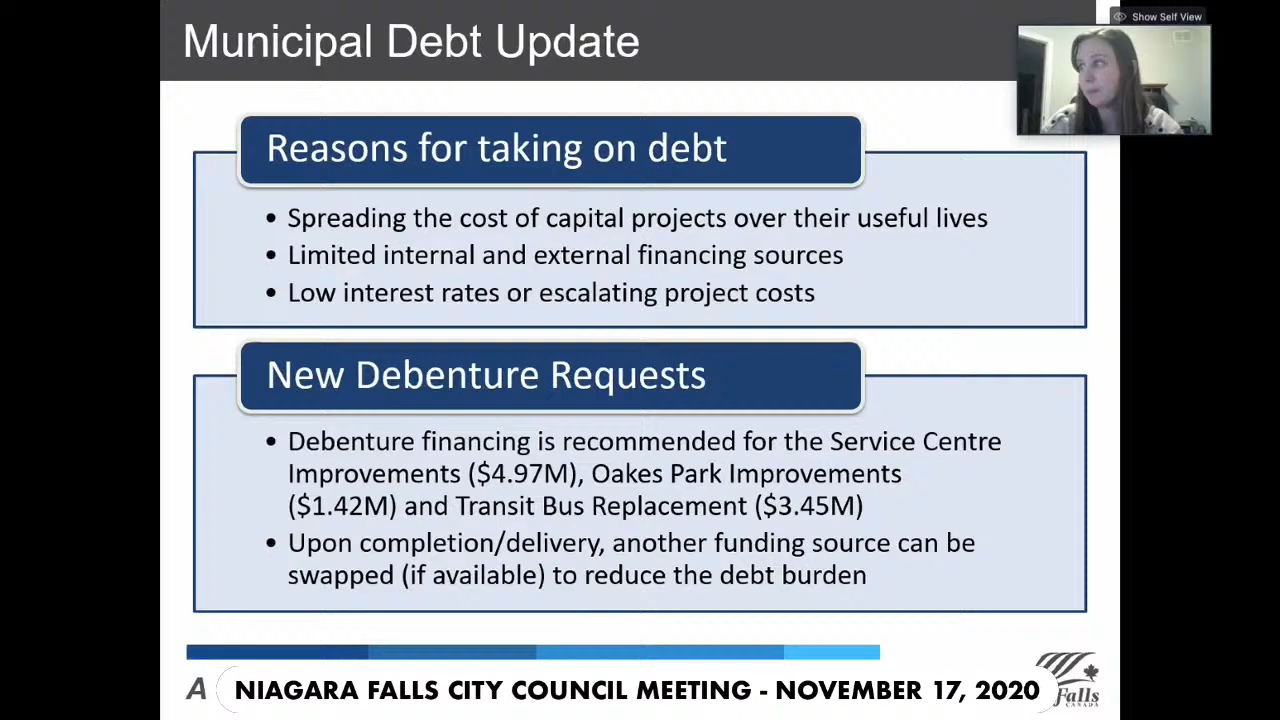 Municipal Debt Update
Show Self View
Reasons for taking on debt
• Spreading the cost of capital projects over their useful lives
• Limited internal and external financing sources
• Low interest rates or escalating project costs
New Debenture Requests
• Debenture financing is recommended for the Service Centre
Improvements ($4.97M), Oakes Park Improvements
($1.42M) and Transit Bus Replacement ($3.45M)
• Upon completion/delivery, another funding source can be
swapped (if available) to reduce the debt burden
A
NIAGARA FALLS CITY COUNCIL MEETING - NOVEMBER 17, 2020
Falls
CANADA